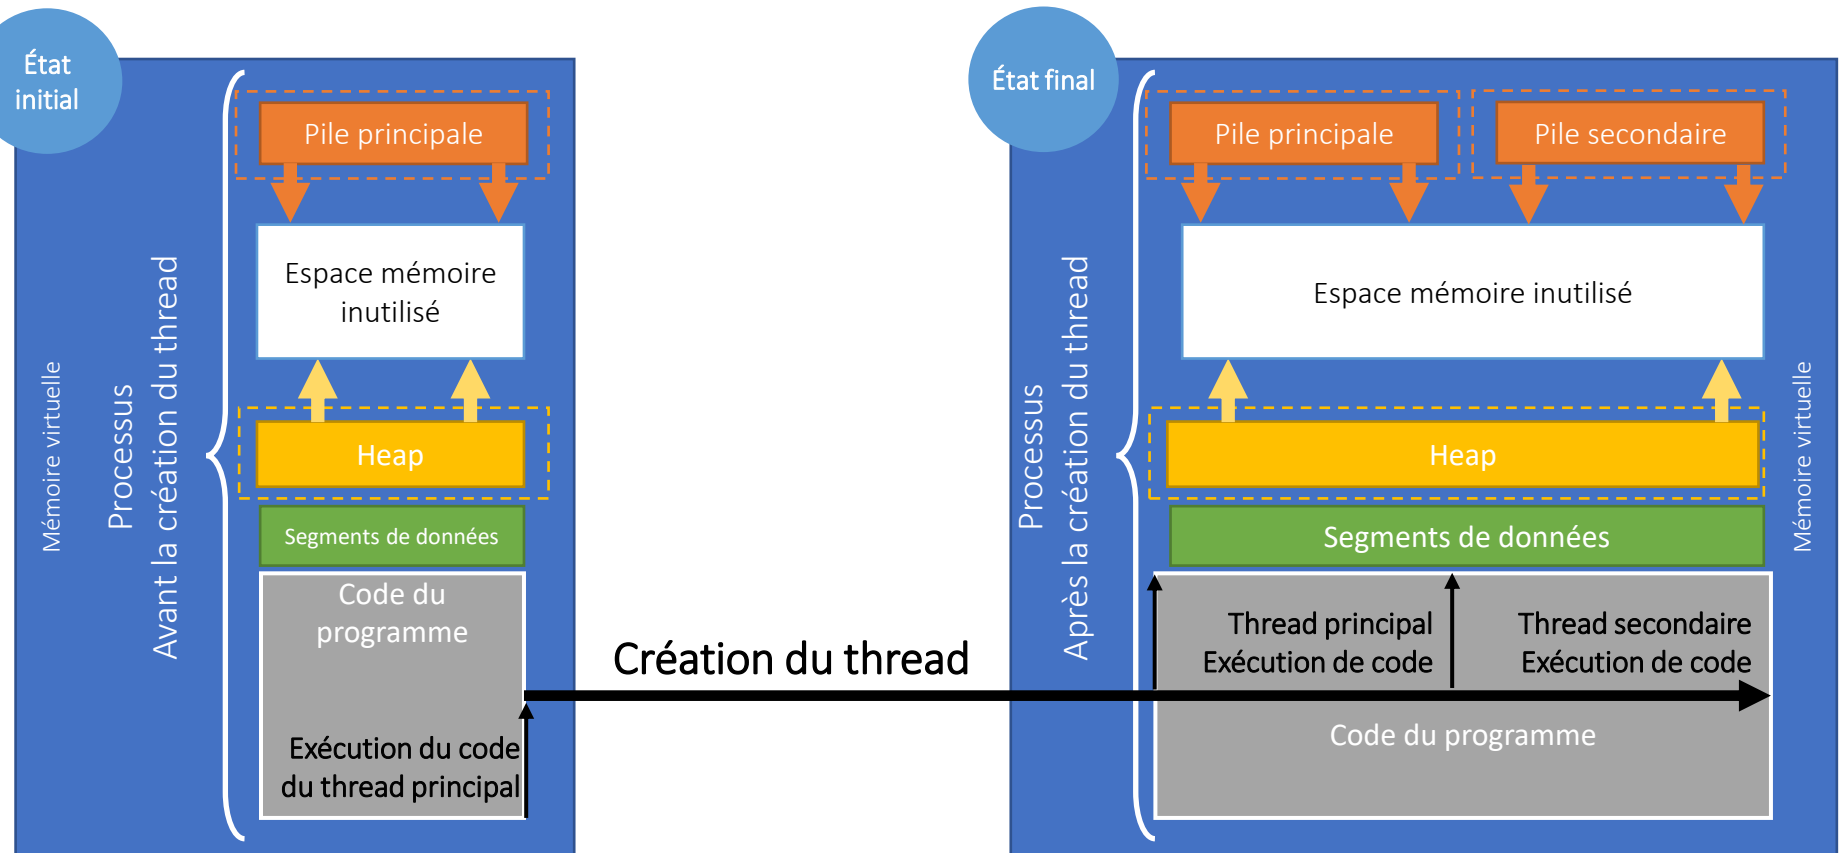 État
initial
Mémoire virtuelle
Processus
Avant la création du thread
Pile principale
Espace mémoire
inutilisé
Heap
Segments de données
Code du
programme
Exécution du code
du thread principal
Création du thread
État final
Processus
Après la création du thread
Pile principale
Pile secondaire
Espace mémoire inutilisé
Heap
Segments de données
Thread principal
Exécution de code
Thread secondaire
Exécution de code
Code du programme
Mémoire virtuelle